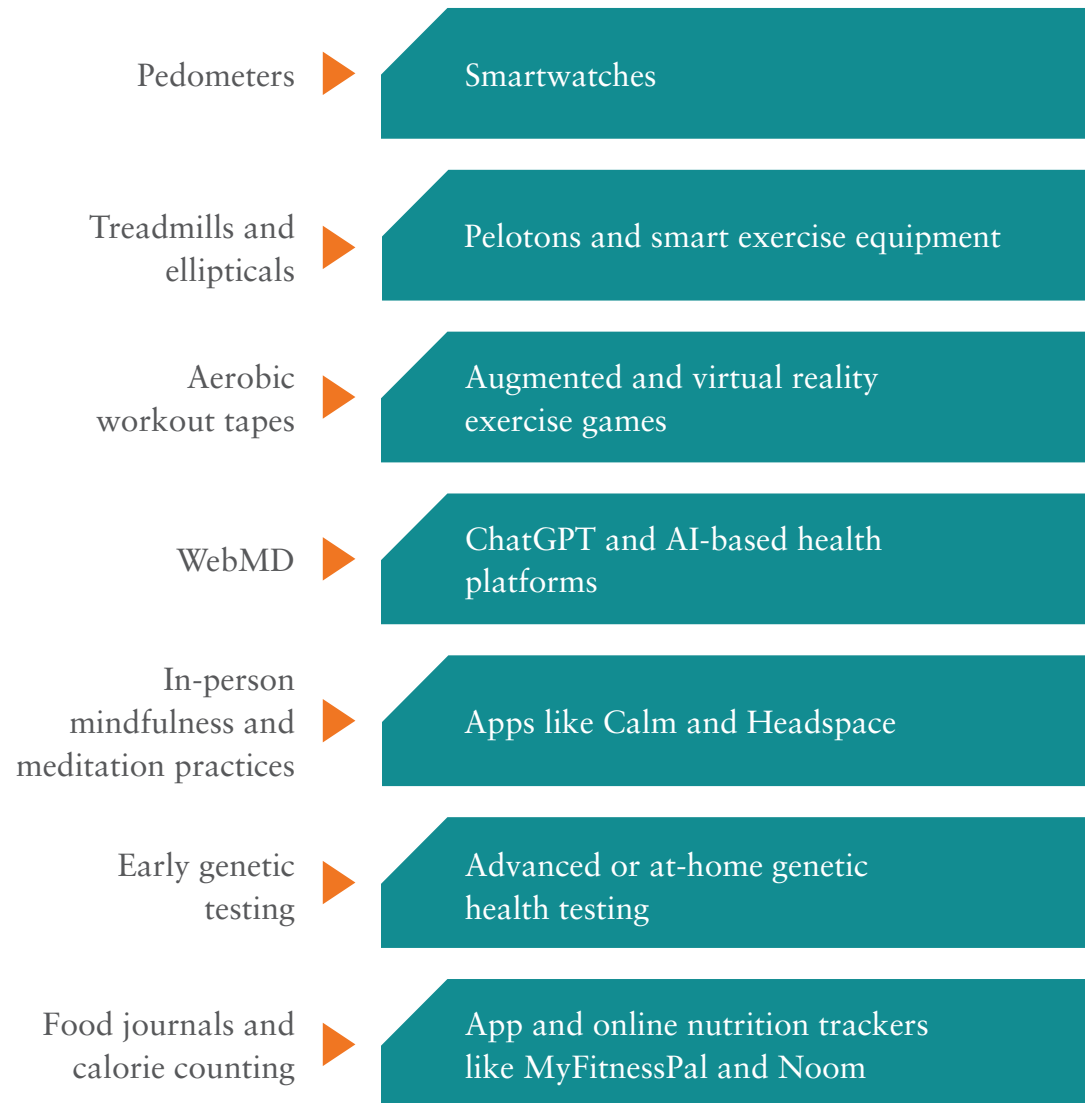 Pedometers
Smartwatches
Treadmills and
ellipticals
Pelotons and smart exercise equipment
Aerobic
workout tapes
Augmented and virtual reality
exercise games
WebMD
ChatGPT and AI-based health
platforms
In-person
mindfulness and
meditation practices
Apps like Calm and Headspace
Early genetic
testing
Advanced or at-home genetic
health testing
Food journals and
calorie counting
App and online nutrition trackers
like MyFitnessPal and Noom